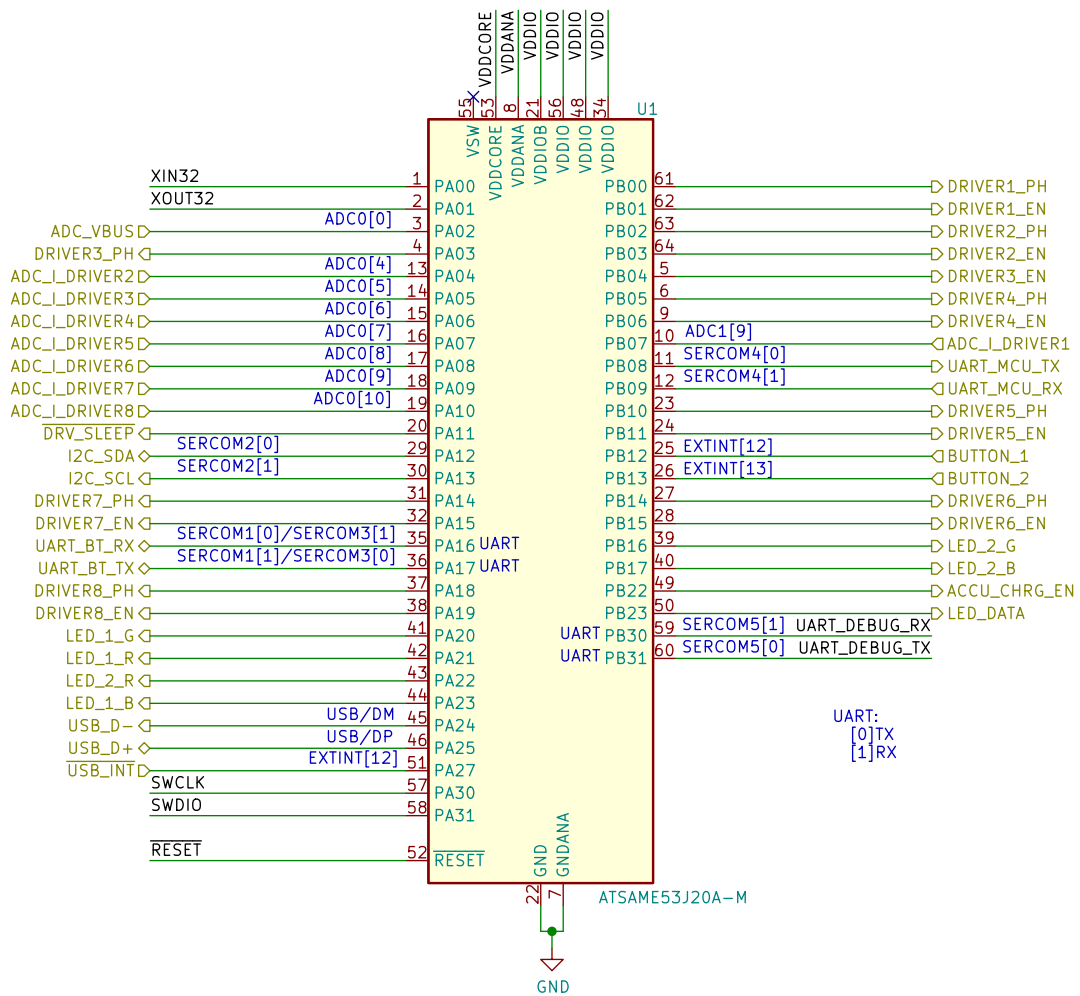 VDDCORE
VDDANA
VDDIO
VDDIO
VDDIO
VDDIO
55
53
8
21
56
48
34
U1
VSW
VDDCORE
VDDANA
VDDIOB
VDDIO
VDDIO
VDDIO
XIN32 1 PA00
XOUT32 2 PA01
ADC_VBUS ADC0[0] 3 PA02
DRIVER3_PH 4 PA03
ADC_I_DRIVER2 ADC0[4] 13 PA04
ADC_I_DRIVER3 ADC0[5] 14 PA05
ADC_I_DRIVER4 ADC0[6] 15 PA06
ADC_I_DRIVER5 ADC0[7] 16 PA07
ADC_I_DRIVER6 ADC0[8] 17 PA08
ADC_I_DRIVER7 ADC0[9] 18 PA09
ADC_I_DRIVER8 ADC0[10] 19 PA10
DRV_SLEEP 20 PA11
I2C_SDA SERCOM2[0] 29 PA12
I2C_SCL SERCOM2[1] 30 PA13
DRIVER7_PH 31 PA14
DRIVER7_EN 32 PA15
UART_BT_RX SERCOM1[0]/SERCOM3[1] 35 PA16 UART
UART_BT_TX SERCOM1[1]/SERCOM3[0] 36 PA17 UART
DRIVER8_PH 37 PA18
DRIVER8_EN 38 PA19
LED_1_G 41 PA20
LED_1_R 42 PA21
LED_2_R 43 PA22
LED_1_B 44 PA23
USB_D- USB/DM 45 PA24
USB_D+ USB/DP 46 PA25
USB_INT EXTINT[12] 51 PA27
SWCLK 57 PA30
SWDIO 58 PA31
RESET 52 RESET
PB00 61 DRIVER1_PH
PB01 62 DRIVER1_EN
PB02 63 DRIVER2_PH
PB03 64 DRIVER2_EN
PB04 5 DRIVER3_EN
PB05 6 DRIVER4_PH
PB06 9 DRIVER4_EN
PB07 10 ADC1[9] ADC_I_DRIVER1
PB08 11 SERCOM4[0] UART_MCU_TX
PB09 12 SERCOM4[1] UART_MCU_RX
PB10 23 DRIVER5_PH
PB11 24 DRIVER5_EN
PB12 25 EXTINT[12] BUTTON_1
PB13 26 EXTINT[13] BUTTON_2
PB14 27 DRIVER6_PH
PB15 28 DRIVER6_EN
PB16 39 LED_2_G
PB17 40 LED_2_B
PB22 49 ACCU_CHRG_EN
PB23 50 LED_DATA
UART PB30 59 SERCOM5[1] UART_DEBUG_RX
UART PB31 60 SERCOM5[0] UART_DEBUG_TX
UART:
[0]TX
[1]RX
GND
GNDANA
22
7
ATSAME53J20A-M
GND